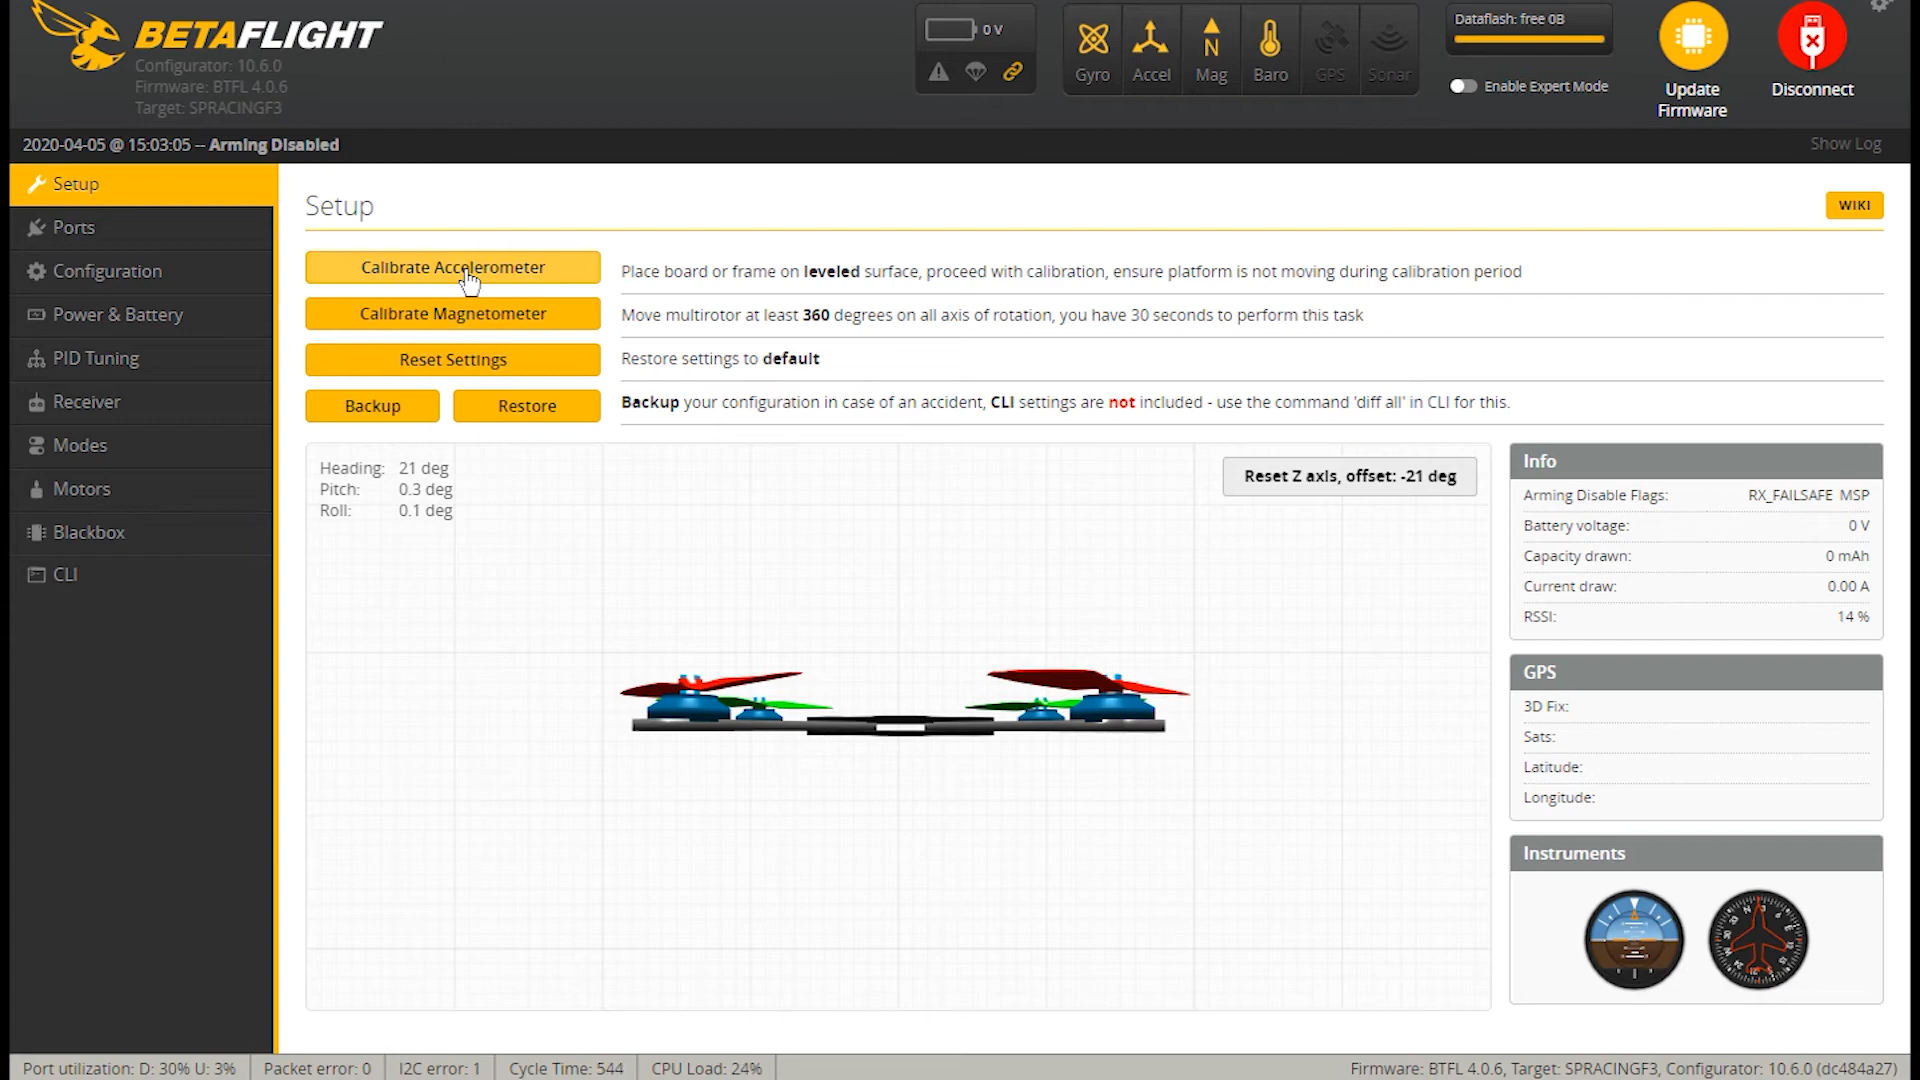 BETAFLIGHT
Configurator: 10.6.0
Firmware: BTFL 4.0.6
Target: SPRACINGF3
0 V
Gyro
Accel
Mag
Baro
GPS
Sonar
Dataflash: free 0B
Enable Expert Mode
Update Firmware
Disconnect
2020-04-05 @ 15:03:05 -- Arming Disabled
Show Log
Setup
Ports
Configuration
Power & Battery
PID Tuning
Receiver
Modes
Motors
Blackbox
CLI
Setup
WIKI
Calibrate Accelerometer
Place board or frame on leveled surface, proceed with calibration, ensure platform is not moving during calibration period
Calibrate Magnetometer
Move multirotor at least 360 degrees on all axis of rotation, you have 30 seconds to perform this task
Reset Settings
Restore settings to default
Backup
Restore
Backup your configuration in case of an accident, CLI settings are not included - use the command 'diff all' in CLI for this.
Heading: 21 deg
Pitch: 0.3 deg
Roll: 0.1 deg
Reset Z axis, offset: -21 deg
Info
Arming Disable Flags: RX_FAILSAFE MSP
Battery voltage: 0 V
Capacity drawn: 0 mAh
Current draw: 0.00 A
RSSI: 14 %
GPS
3D Fix:
Sats:
Latitude:
Longitude:
Instruments
Port utilization: D: 30% U: 3%
Packet error: 0
I2C error: 1
Cycle Time: 544
CPU Load: 24%
Firmware: BTFL 4.0.6, Target: SPRACINGF3, Configurator: 10.6.0 (dc484a27)